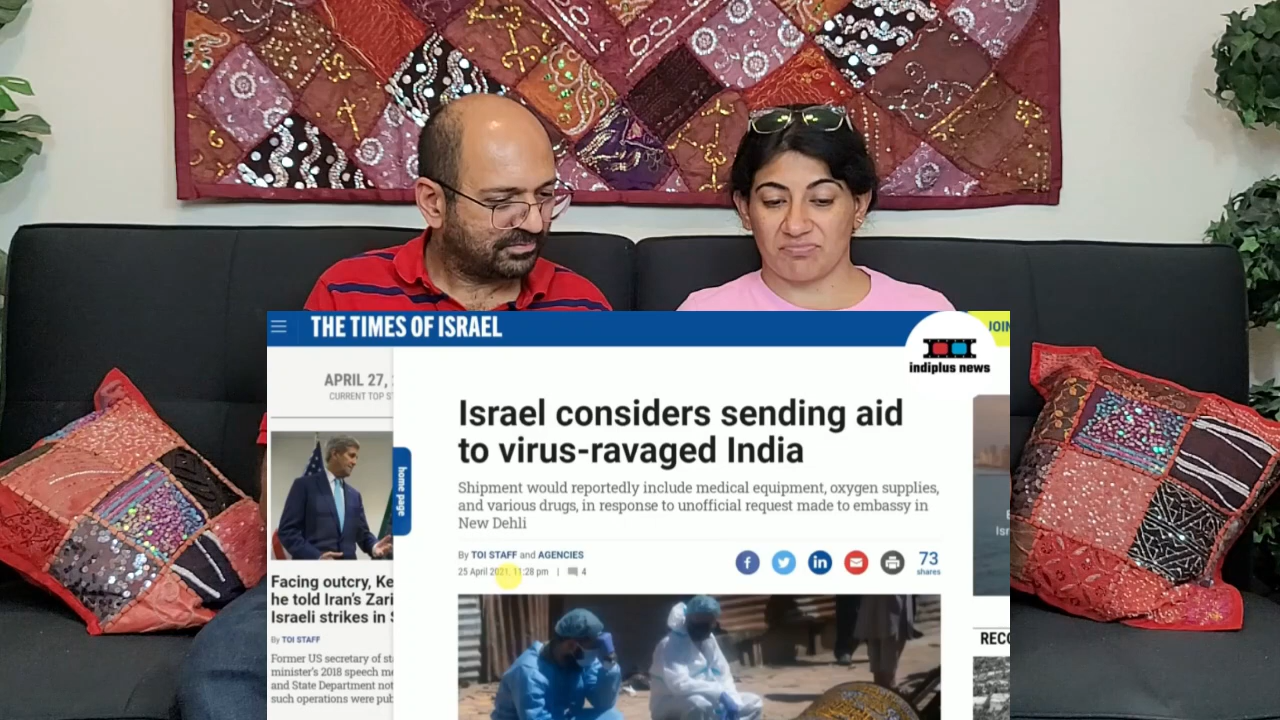 THE TIMES OF ISRAEL
JOIN
indiplus news
APRIL 27,
CURRENT TOP
Israel considers sending aid
to virus-ravaged India
Shipment would reportedly include medical equipment, oxygen supplies,
and various drugs, in response to unofficial request made to embassy in
New Dehli
By TOI STAFF and AGENCIES
25 April 2021, 11:28 pm | 4
73
shares
home page
Facing outcry, Ke
he told Iran's Zari
Israeli strikes in S
By TOI STAFF
Former US secretary of sta
minister's 2018 speech me
and State Department not
such operations were pub
RECO